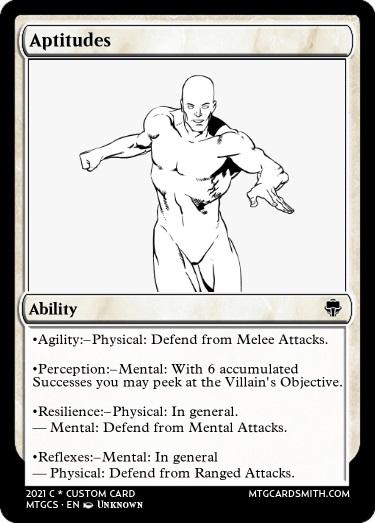 Aptitudes
Ability
•Agility:–Physical: Defend from Melee Attacks.
•Perception:–Mental: With 6 accumulated
Successes you may peek at the Villain's Objective.
•Resilience:–Physical: In general.
— Mental: Defend from Mental Attacks.
•Reflexes:–Mental: In general
— Physical: Defend from Ranged Attacks.
2021 C * CUSTOM CARD
MTGCS · EN Unknown
MTGCARDSMITH.COM